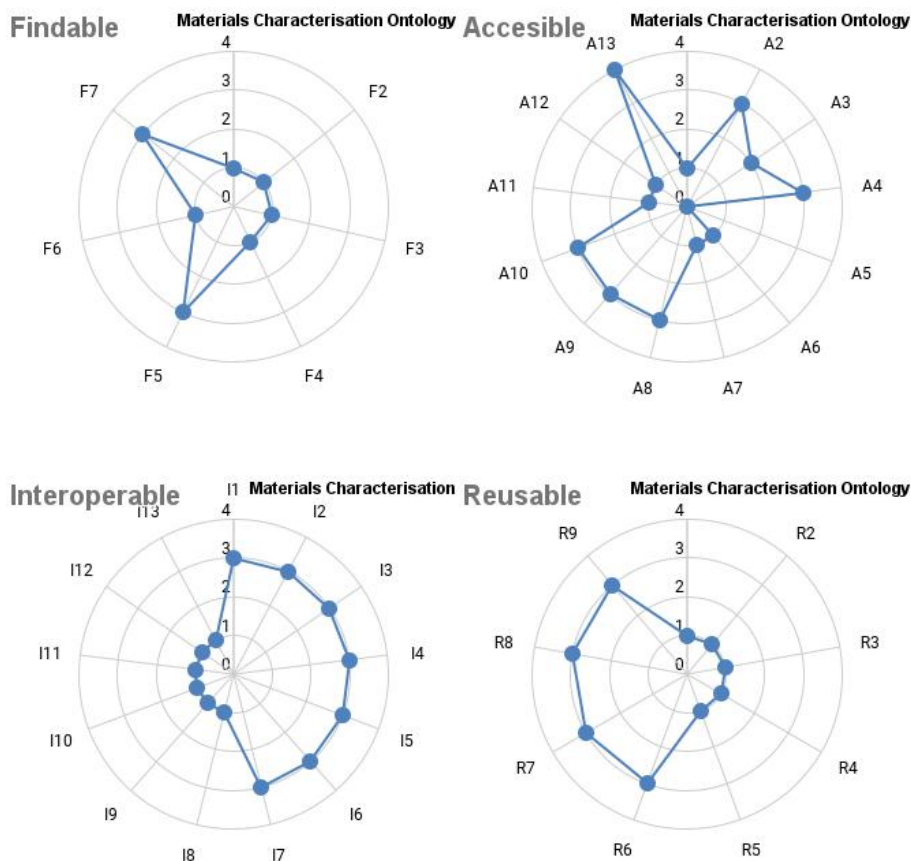 Findable
Materials Characterisation Ontology
4
3
2
1
0
F2
F3
F4
F5
F6
F7
Accesible
Materials Characterisation Ontology
4
3
2
1
0
A2
A3
A4
A5
A6
A7
A8
A9
A10
A11
A12
A13
Interoperable
Materials Characterisation
4
3
2
1
0
I1
I2
I3
I4
I5
I6
I7
I8
I9
I10
I11
I12
I13
Reusable
Materials Characterisation Ontology
4
3
2
1
0
R2
R3
R4
R5
R6
R7
R8
R9